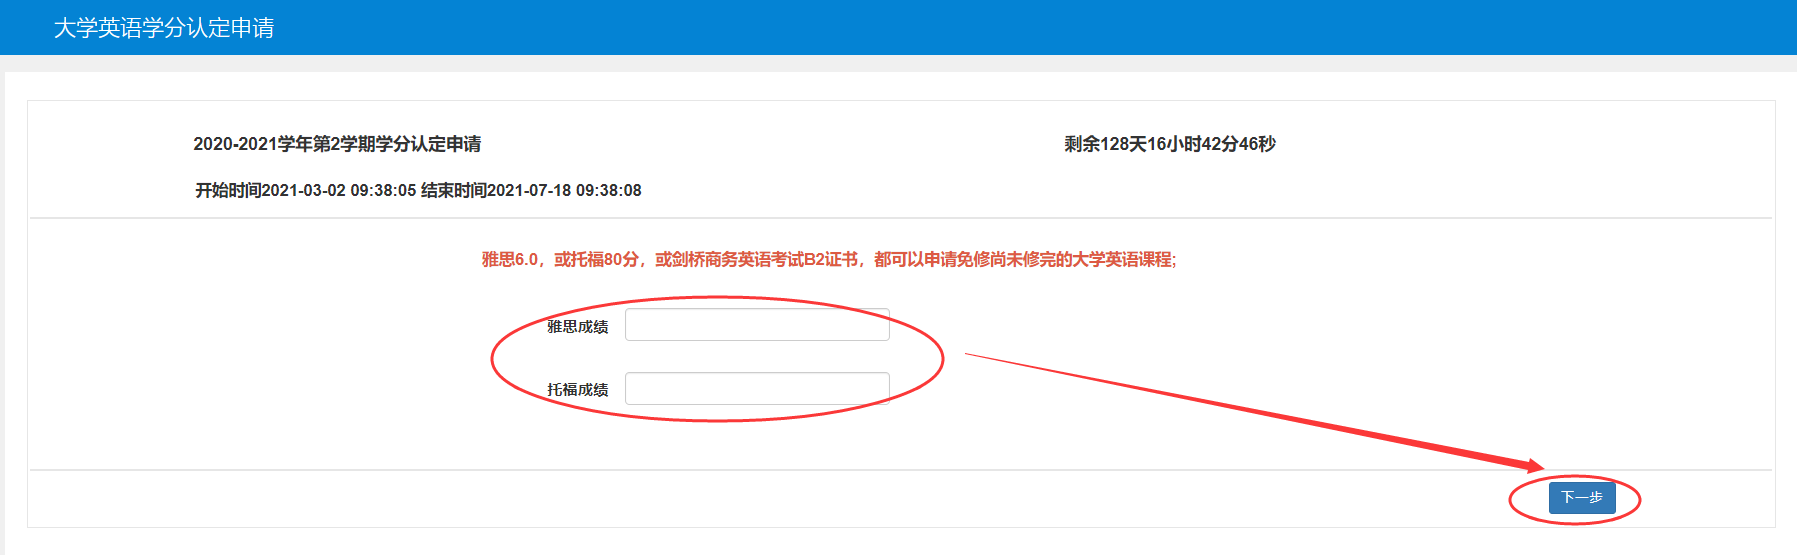 大学英语学分认定申请
2020-2021学年第2学期学分认定申请
剩余128天16小时42分46秒
开始时间2021-03-02 09:38:05 结束时间2021-07-18 09:38:08
雅思6.0，或托福80分，或剑桥商务英语考试B2证书，都可以申请免修尚未修完的大学英语课程;
雅思成绩
托福成绩
下一步